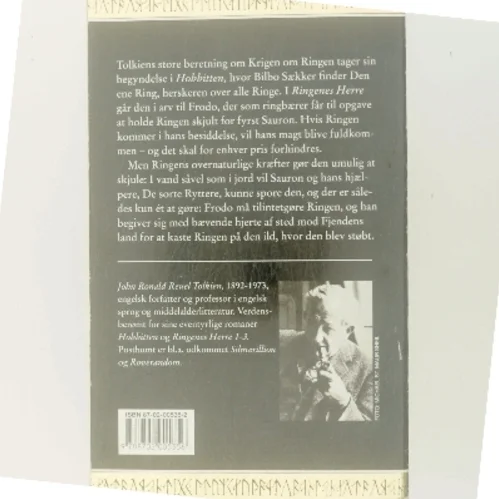 Tolkiens store beretning om Krigen om Ringen tager sin
begyndelse i Hobbitten, hvor Bilbo Sækker finder Den
ene Ring, herskeren over alle Ringe. I Ringenes Herre
går den i arv til Frodo, der som ringbærer får til opgave
at holde Ringen skjult for fyrst Sauron. Hvis Ringen
kommer i hans besiddelse, vil hans magt blive fuldkom-
men – og det skal for enhver pris forhindres.
Men Ringens overnaturlige kræfter gør den umulig at
skjule: I vand såvel som i jord vil Sauron og hans hjæl-
pere, De sorte Ryttere, kunne spore den, og der er såle-
des kun ét at gøre: Frodo må tilintetgøre Ringen, og han
begiver sig med bævende hjerte af sted mod Fjendens
land for at kaste Ringen på den ild, hvor den blev støbt.
John Ronald Reuel Tolkien, 1892-1973,
engelsk forfatter og professor i engelsk
sprog og middelalderlitteratur. Verdens-
berømt for sine eventyrlige romaner
Hobbitten og Ringenes Herre 1-3.
Posthumt er bl.a. udkommet Silmarillion
og Roverandom.